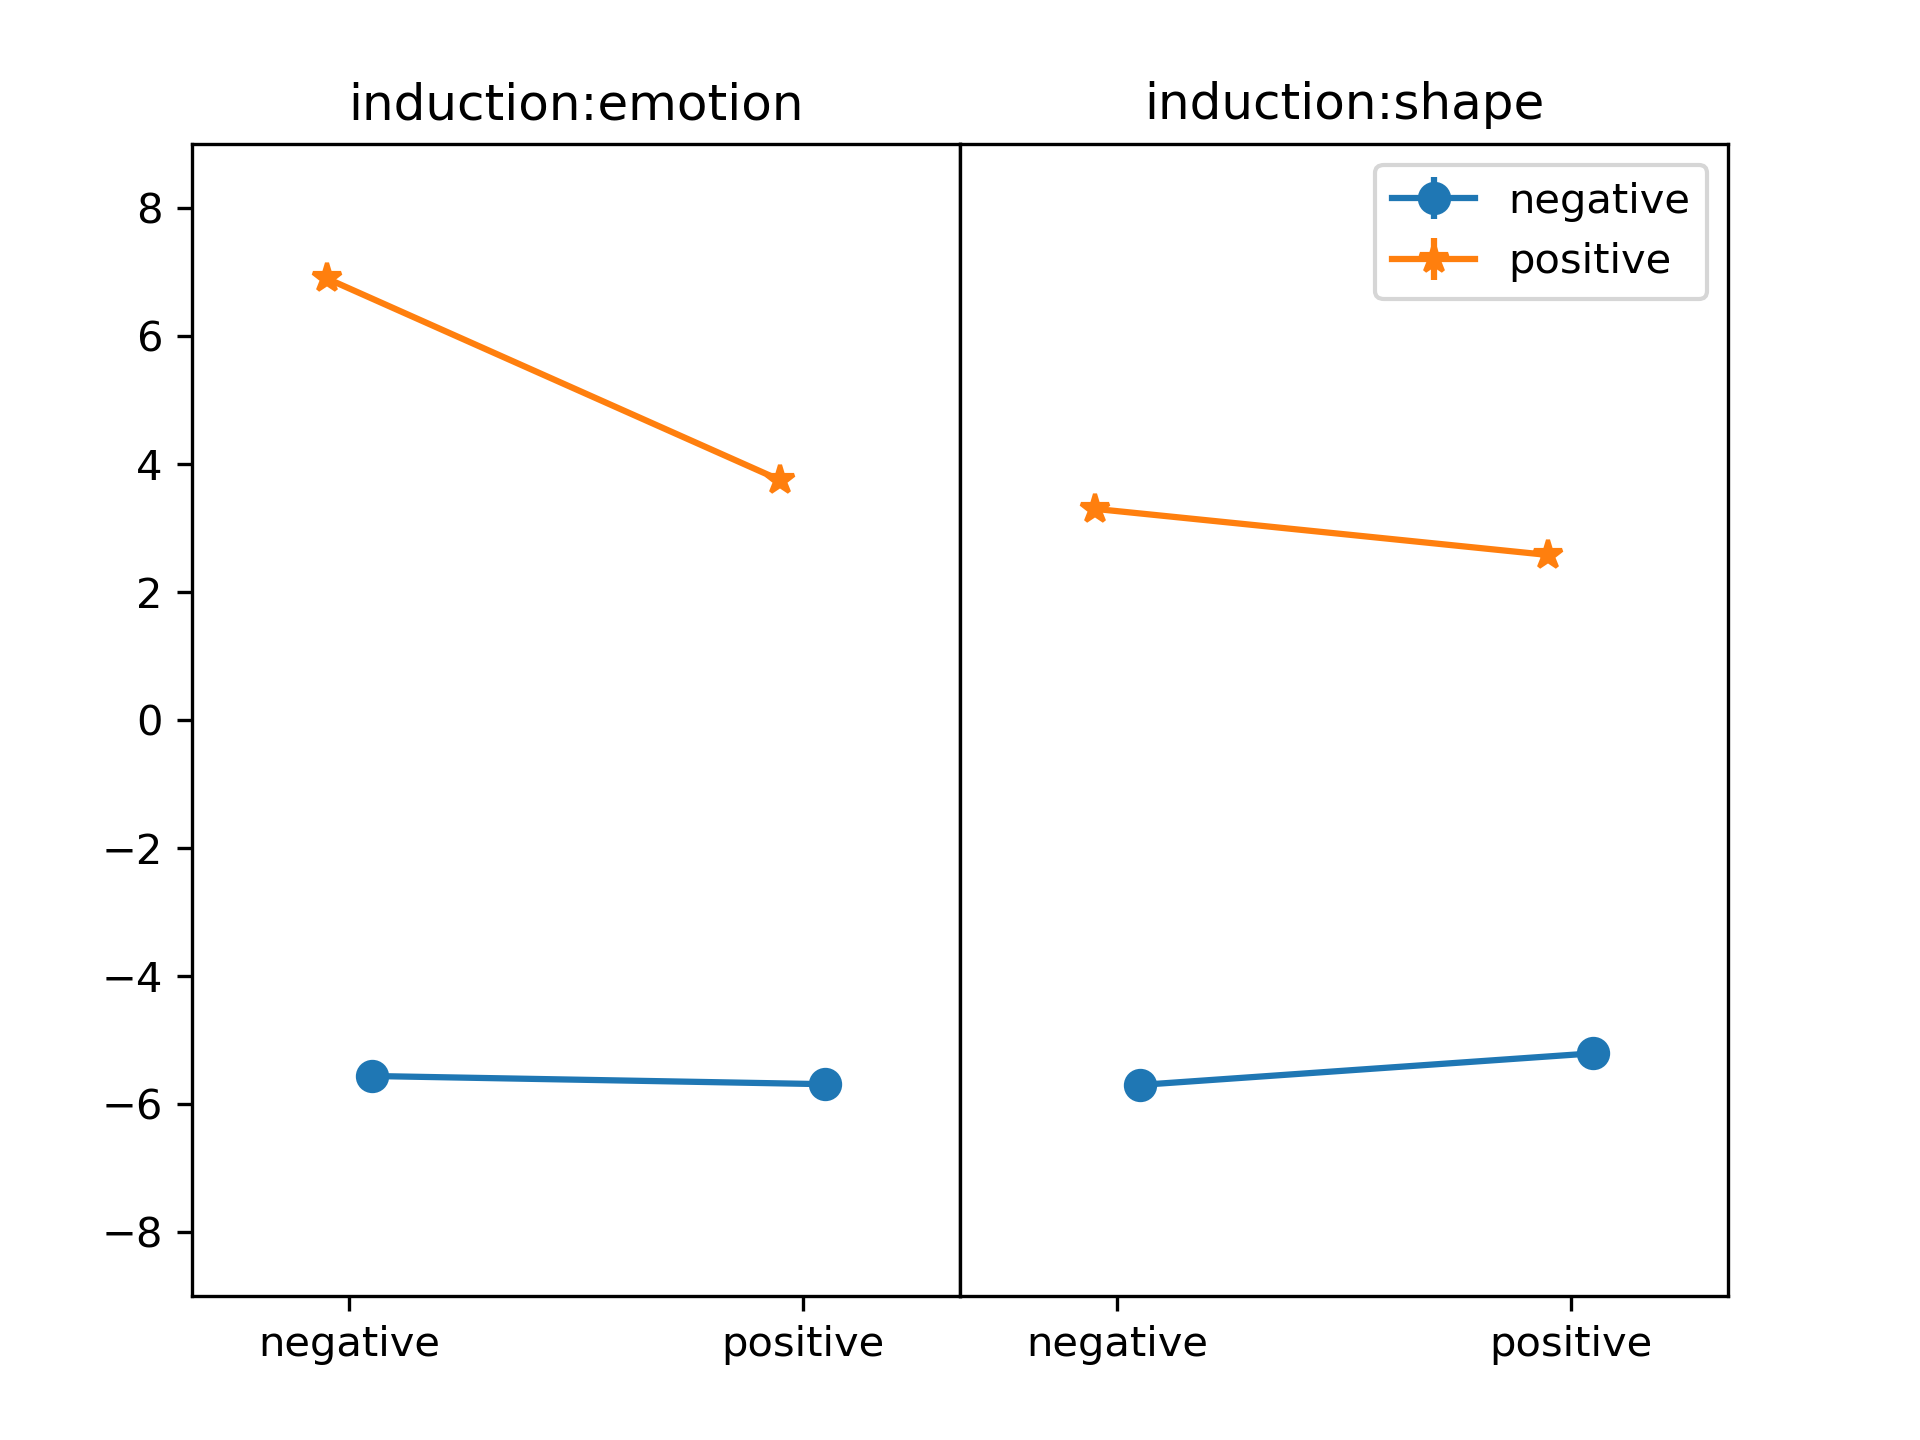 induction:emotion
induction:shape
negative
positive
8
6
4
2
0
−2
−4
−6
−8
negative
positive
negative
positive